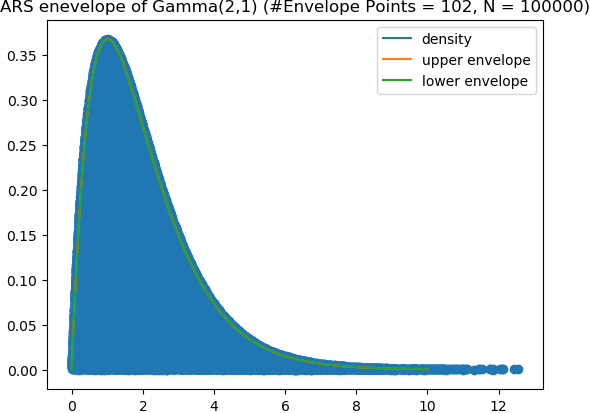 ARS enevelope of Gamma(2,1) (#Envelope Points = 102, N = 100000)
density
upper envelope
lower envelope
0.35
0.30
0.25
0.20
0.15
0.10
0.05
0.00
0 2 4 6 8 10 12